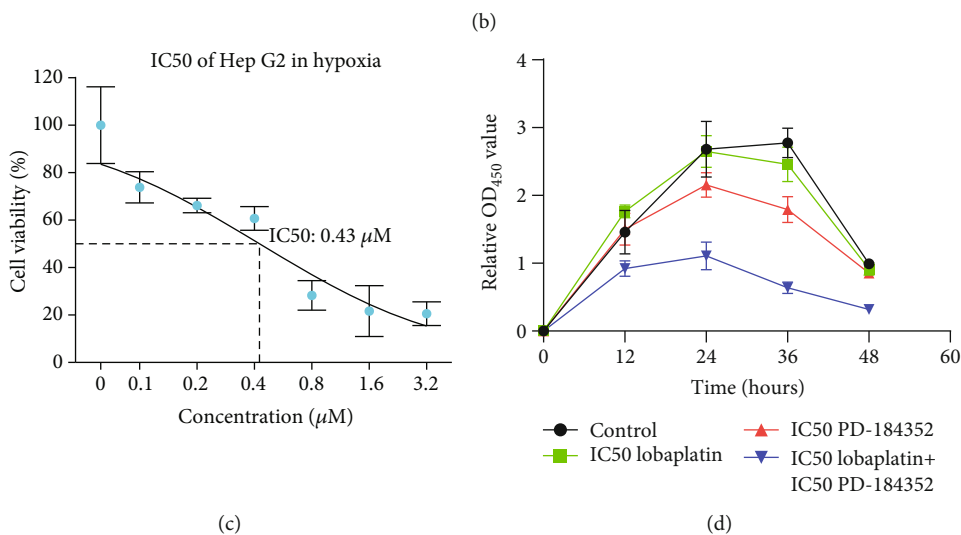 (b)
IC50 of Hep G2 in hypoxia
120
100
80
60
40
20
0
Cell viability (%)
IC50: 0.43 μM
0 0.1 0.2 0.4 0.8 1.6 3.2
Concentration (μM)
(c)
4
3
2
1
0
Relative OD450 value
0 12 24 36 48 60
Time (hours)
Control
IC50 lobaplatin
IC50 PD-184352
IC50 lobaplatin+
IC50 PD-184352
(d)